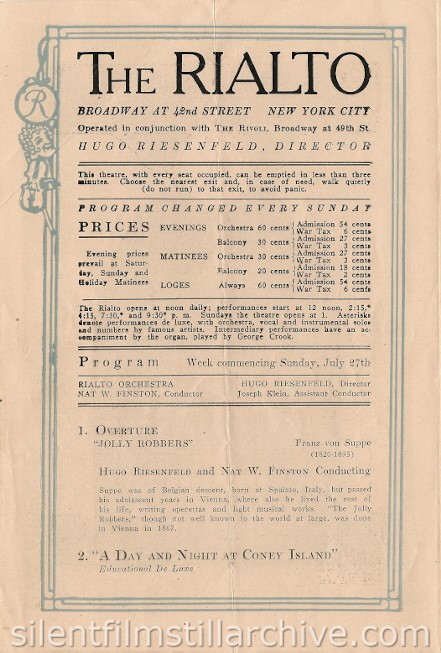 R
THE RIALTO
BROADWAY AT 42nd STREET NEW YORK CITY
Operated in conjunction with THE RIVOLI, Broadway at 49th St.
HUGO RIESENFELD, DIRECTOR
This theatre, with every seat occupied, can be emptied in less than three
minutes. Choose the nearest exit and, in case of need, walk quietly
(do not run) to that exit, to avoid panic.
PROGRAM CHANGED EVERY SUNDAY
PRICES EVENINGS Orchestra 60 cents { Admission 54 cents
War Tax 6 cents
Balcony 30 cents { Admission 27 cents
War Tax 3 cents
Evening prices
prevail at Satur-
day, Sunday and
Holiday Matinees
MATINEES Orchestra 30 cents { Admission 27 cents
War Tax 3 cents
Balcony 20 cents { Admission 18 cents
War Tax 2 cents
LOGES Always 60 cents { Admission 54 cents
War Tax 6 cents
The Rialto opens at noon daily; performances start at 12 noon, 2:15,*
4:15, 7:30,* and 9:30* p. m. Sundays the theatre opens at 1. Asterisks
denote performances de luxe, with orchestra, vocal and instrumental solos
and numbers by famous artists. Intermediary performances have an ac-
companiment by the organ, played by George Crook.
Program Week commencing Sunday, July 27th
RIALTO ORCHESTRA HUGO RIESENFELD, Director
NAT W. FINSTON, Conductor Joseph Klein, Assistant Conductor
1. OVERTURE
"JOLLY ROBBERS" Franz von Suppe
(1820-1895)
HUGO RIESENFELD and NAT W. FINSTON Conducting
Suppe was of Belgian descent, born at Spalato, Italy, but passed
his adolescent years in Vienna, where also he lived the rest of
his life, writing operettas and light musical works. "The Jolly
Robbers," though not well known to the world at large, was done
in Vienna in 1867.
2. "A DAY AND NIGHT AT CONEY ISLAND"
Educational De Luxe
silentfilmstillarchive.com